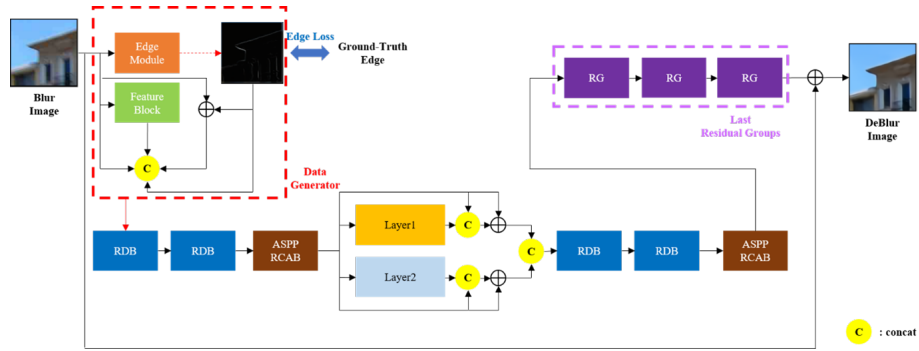 Blur
Image
Edge
Module
Feature
Block
C
Edge Loss
Ground-Truth
Edge
Data
Generator
RG
RG
RG
Last
Residual Groups
DeBlur
Image
RDB
RDB
ASPP
RCAB
Layer1
C
Layer2
C
C
RDB
RDB
ASPP
RCAB
C : concat